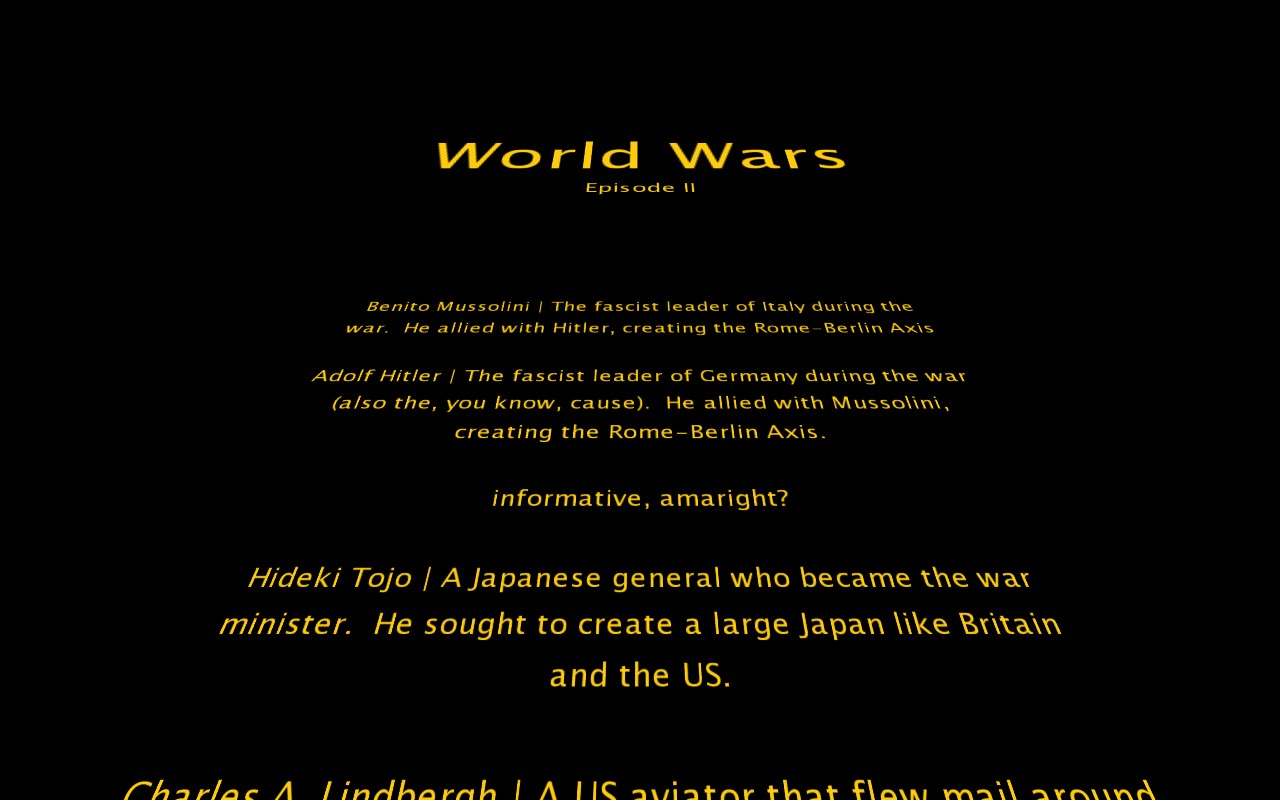 World Wars
Episode II
Benito Mussolini | The fascist leader of Italy during the
war.  He allied with Hitler, creating the Rome-Berlin Axis
Adolf Hitler | The fascist leader of Germany during the war
(also the, you know, cause).  He allied with Mussolini,
creating the Rome-Berlin Axis.
informative, amaright?
Hideki Tojo | A Japanese general who became the war
minister.  He sought to create a large Japan like Britain
and the US.
Charles A. Lindbergh | A US aviator that flew mail around